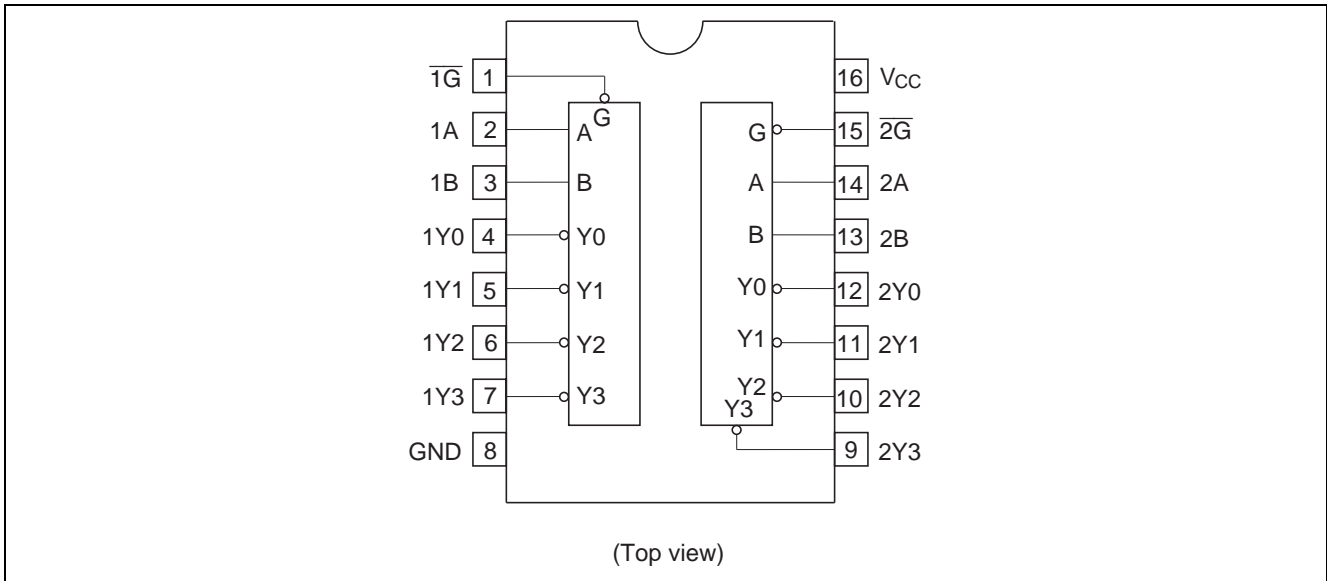 1G 1 G 16 VCC
1A 2 A G 15 2G
1B 3 B A 14 2A
1Y0 4 Y0 B 13 2B
1Y1 5 Y1 Y0 12 2Y0
1Y2 6 Y2 Y1 11 2Y1
1Y3 7 Y3 Y2 10 2Y2
GND 8 Y3 9 2Y3
(Top view)